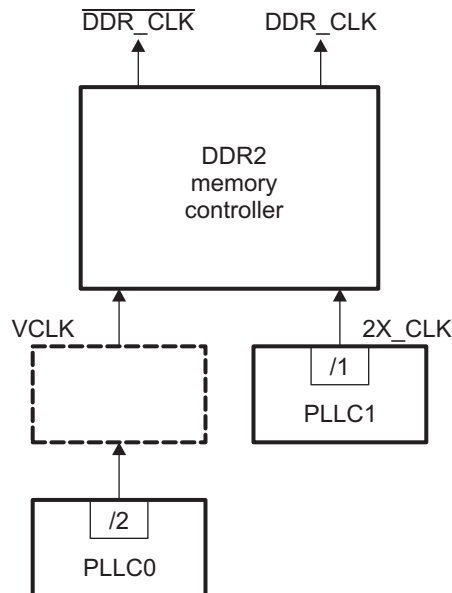 DDR_CLK DDR_CLK
DDR2
memory
controller
VCLK 2X_CLK
/1
PLLC1
/2
PLLC0